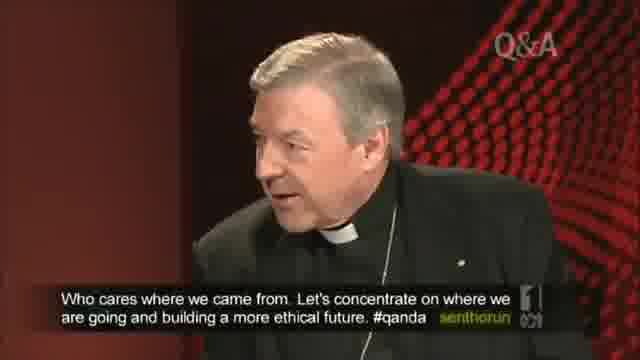 Q&A
Who cares where we came from. Let's concentrate on where we
are going and building a more ethical future. #qanda senthorun
1